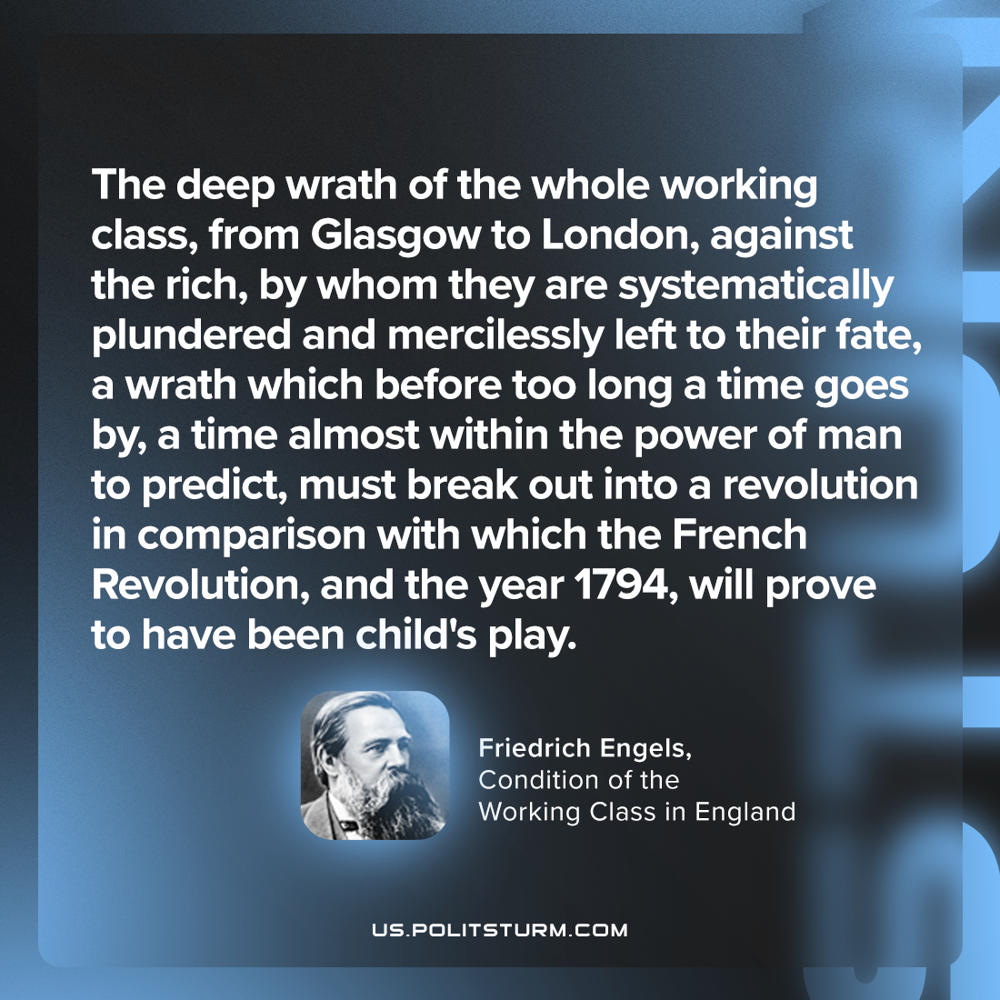 The deep wrath of the whole working
class, from Glasgow to London, against
the rich, by whom they are systematically
plundered and mercilessly left to their fate,
a wrath which before too long a time goes
by, a time almost within the power of man
to predict, must break out into a revolution
in comparison with which the French
Revolution, and the year 1794, will prove
to have been child's play.
Friedrich Engels,
Condition of the
Working Class in England
US.POLITSTURM.COM